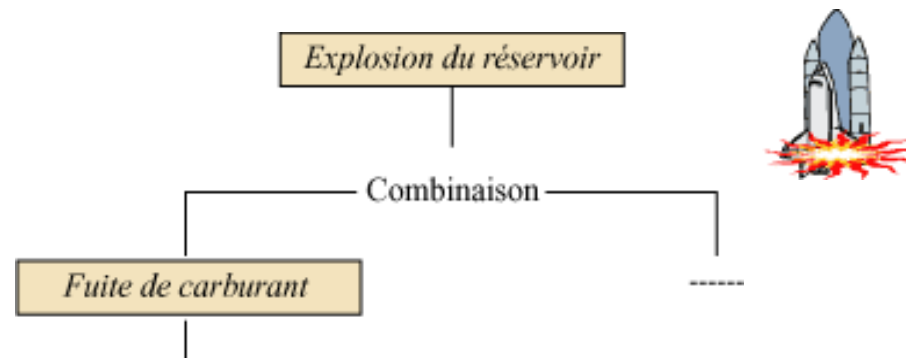 Explosion du réservoir
Combinaison
Fuite de carburant
------